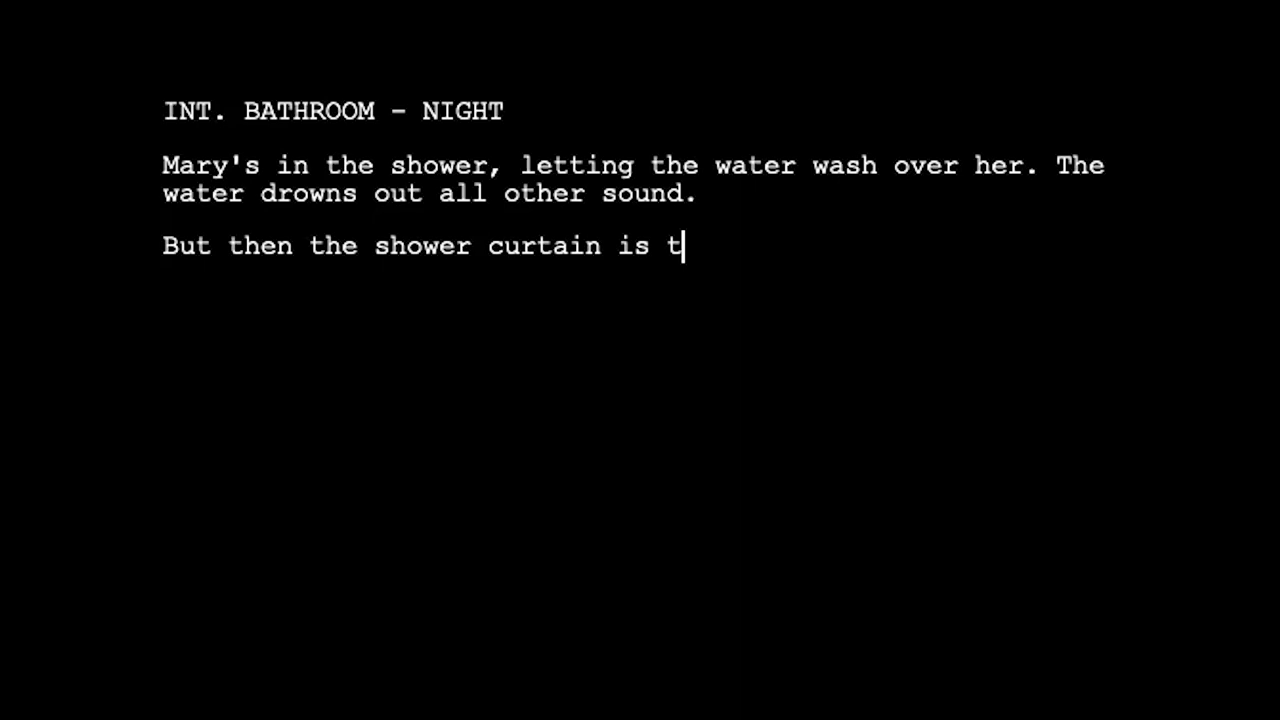 INT. BATHROOM - NIGHT
Mary's in the shower, letting the water wash over her. The
water drowns out all other sound.
But then the shower curtain is t